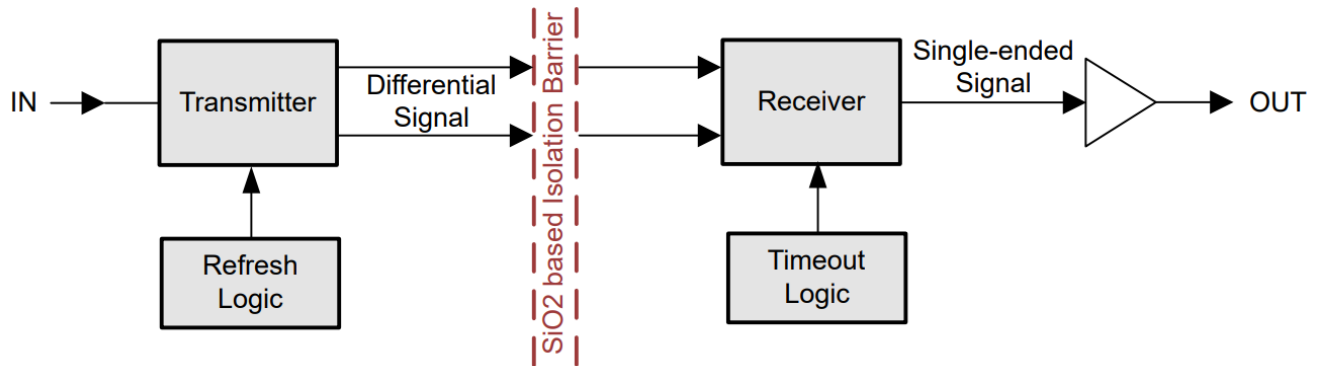 IN
Transmitter
Differential
Signal
SiO2 based Isolation Barrier
Receiver
Single-ended
Signal
OUT
Refresh
Logic
Timeout
Logic